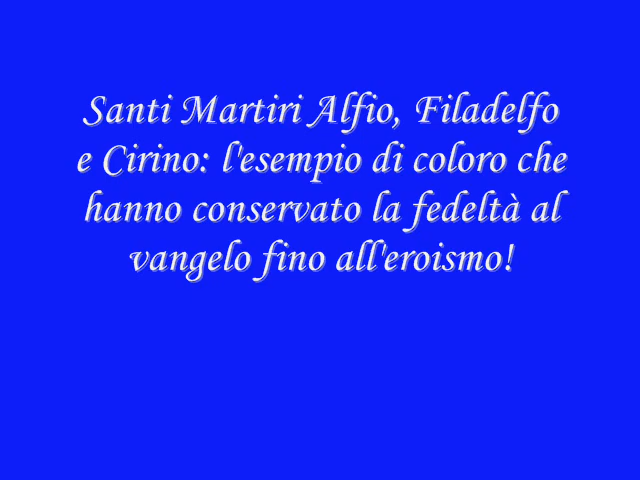 Santi Martiri Alfio, Filadelfo
e Cirino: l'esempio di coloro che
hanno conservato la fedeltà al
vangelo fino all'eroismo!